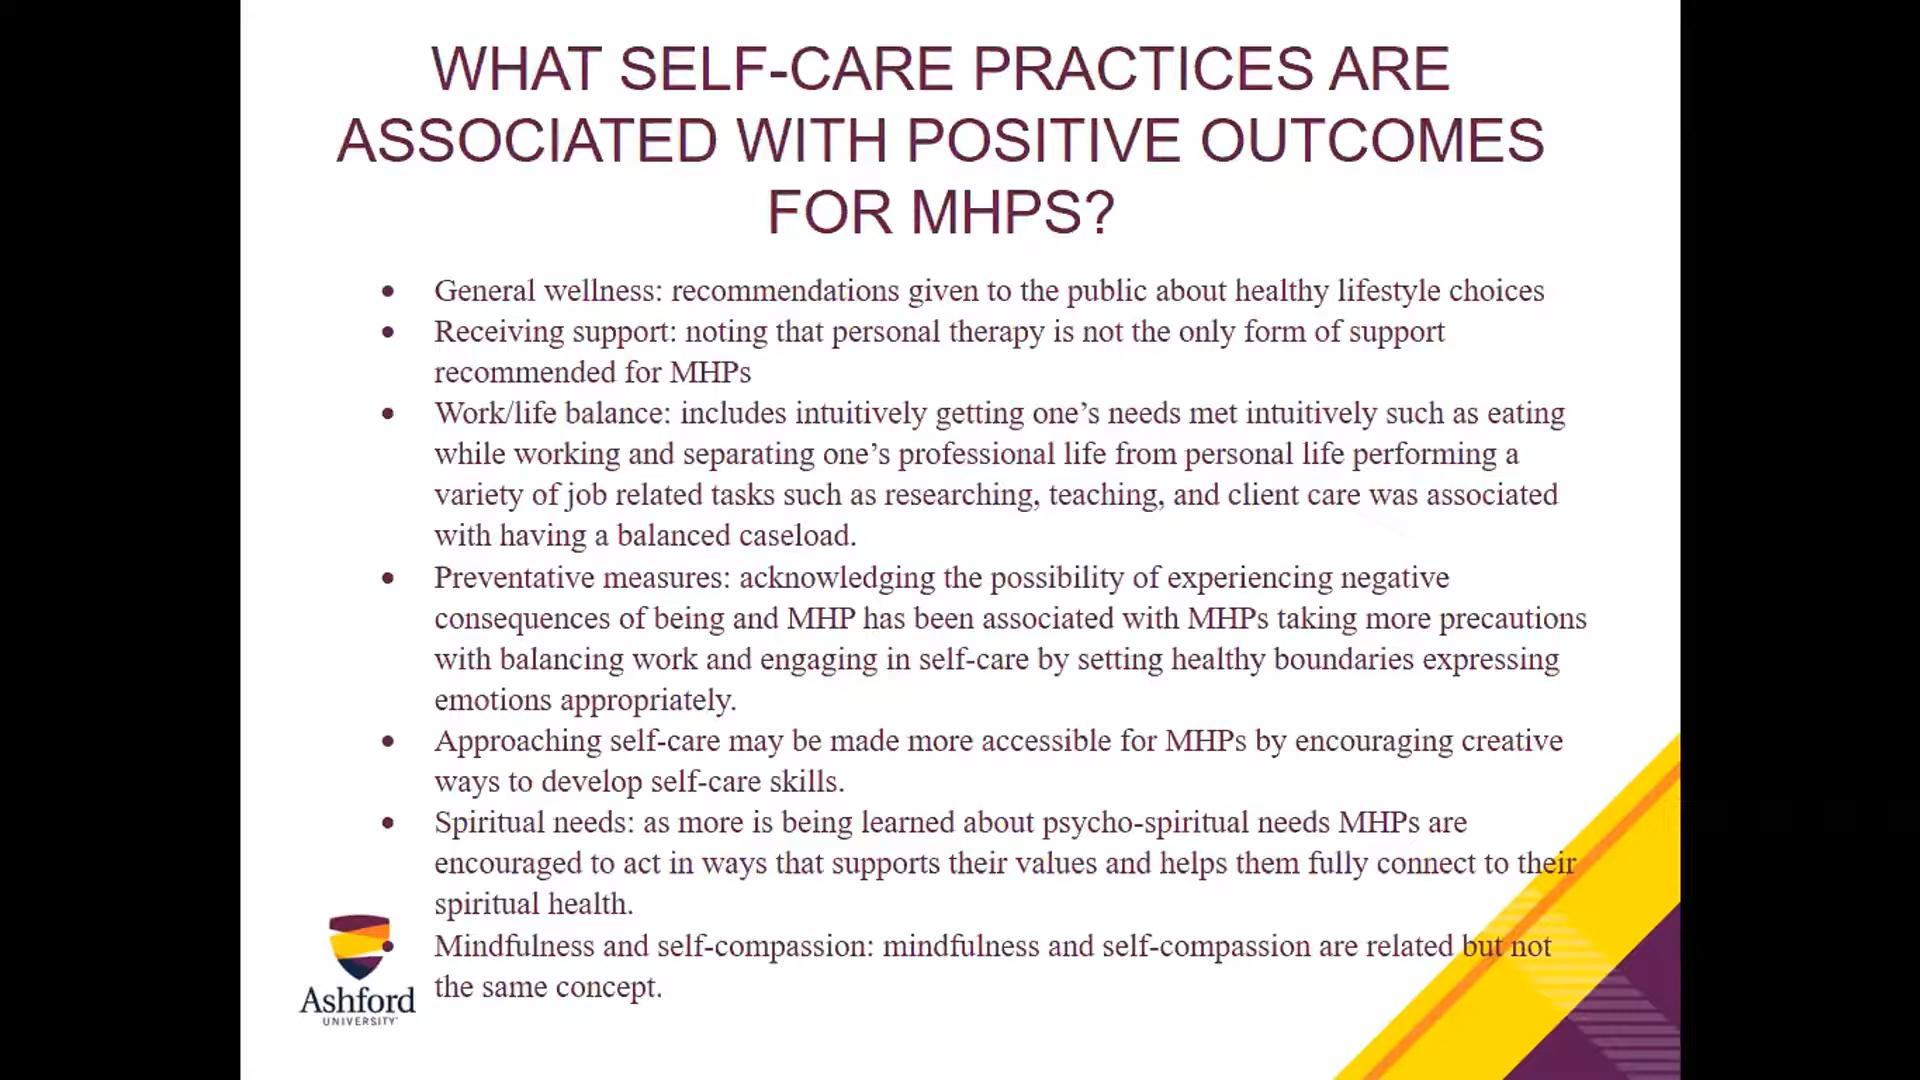 WHAT SELF-CARE PRACTICES ARE
ASSOCIATED WITH POSITIVE OUTCOMES
FOR MHPS?
• General wellness: recommendations given to the public about healthy lifestyle choices
• Receiving support: noting that personal therapy is not the only form of support
recommended for MHPs
• Work/life balance: includes intuitively getting one’s needs met intuitively such as eating
while working and separating one’s professional life from personal life performing a
variety of job related tasks such as researching, teaching, and client care was associated
with having a balanced caseload.
• Preventative measures: acknowledging the possibility of experiencing negative
consequences of being and MHP has been associated with MHPs taking more precautions
with balancing work and engaging in self-care by setting healthy boundaries expressing
emotions appropriately.
• Approaching self-care may be made more accessible for MHPs by encouraging creative
ways to develop self-care skills.
• Spiritual needs: as more is being learned about psycho-spiritual needs MHPs are
encouraged to act in ways that supports their values and helps them fully connect to their
spiritual health.
• Mindfulness and self-compassion: mindfulness and self-compassion are related but not
the same concept.
Ashford
UNIVERSITY